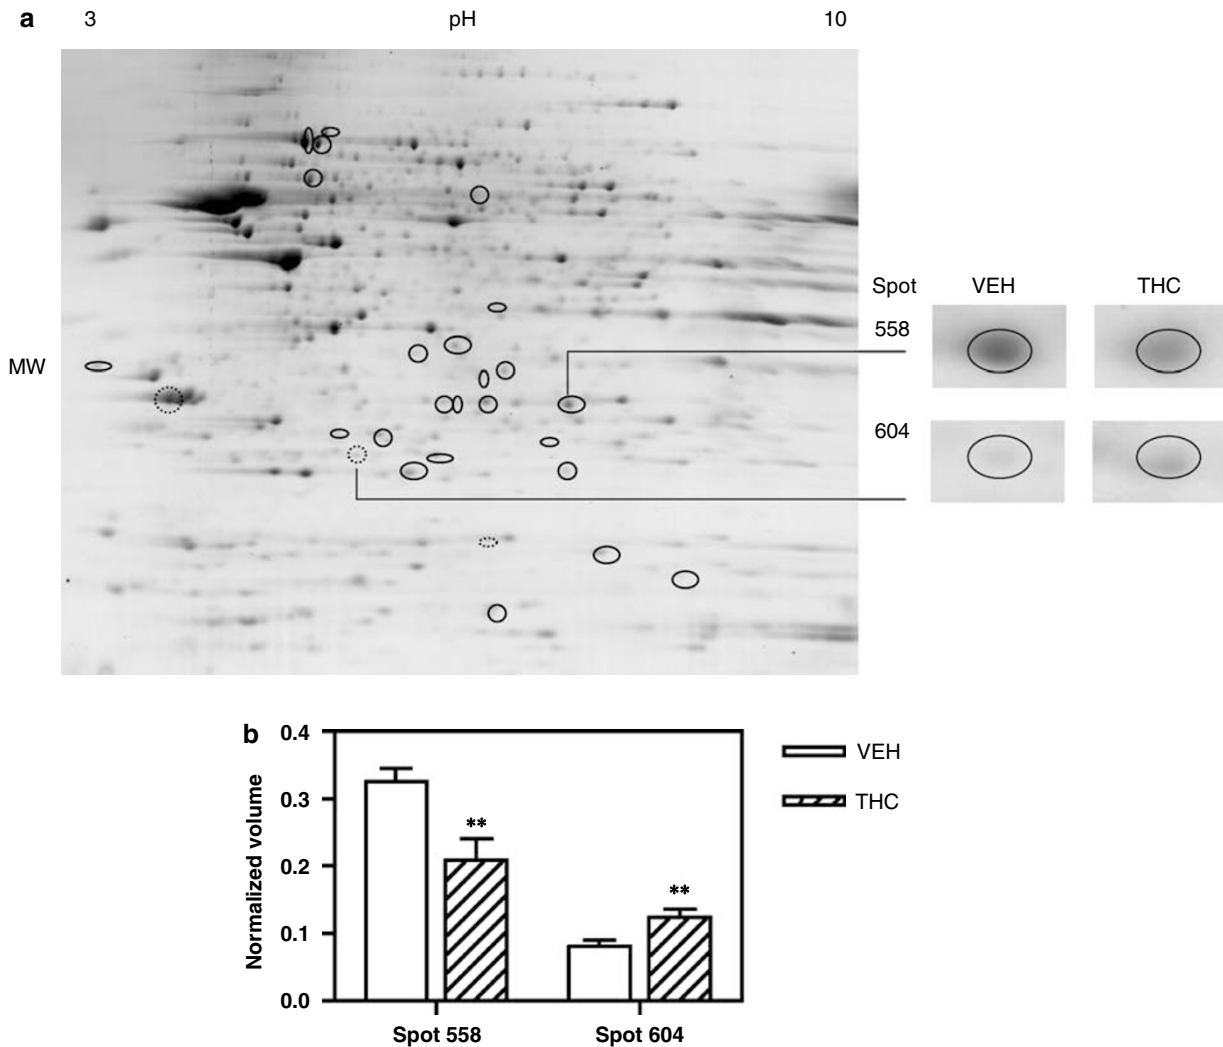 a 3 pH 10
Spot VEH THC
558
MW
604
b 0.4
VEH
0.3
THC
**
0.2
**
0.1
0.0
Normalized volume
Spot 558 Spot 604